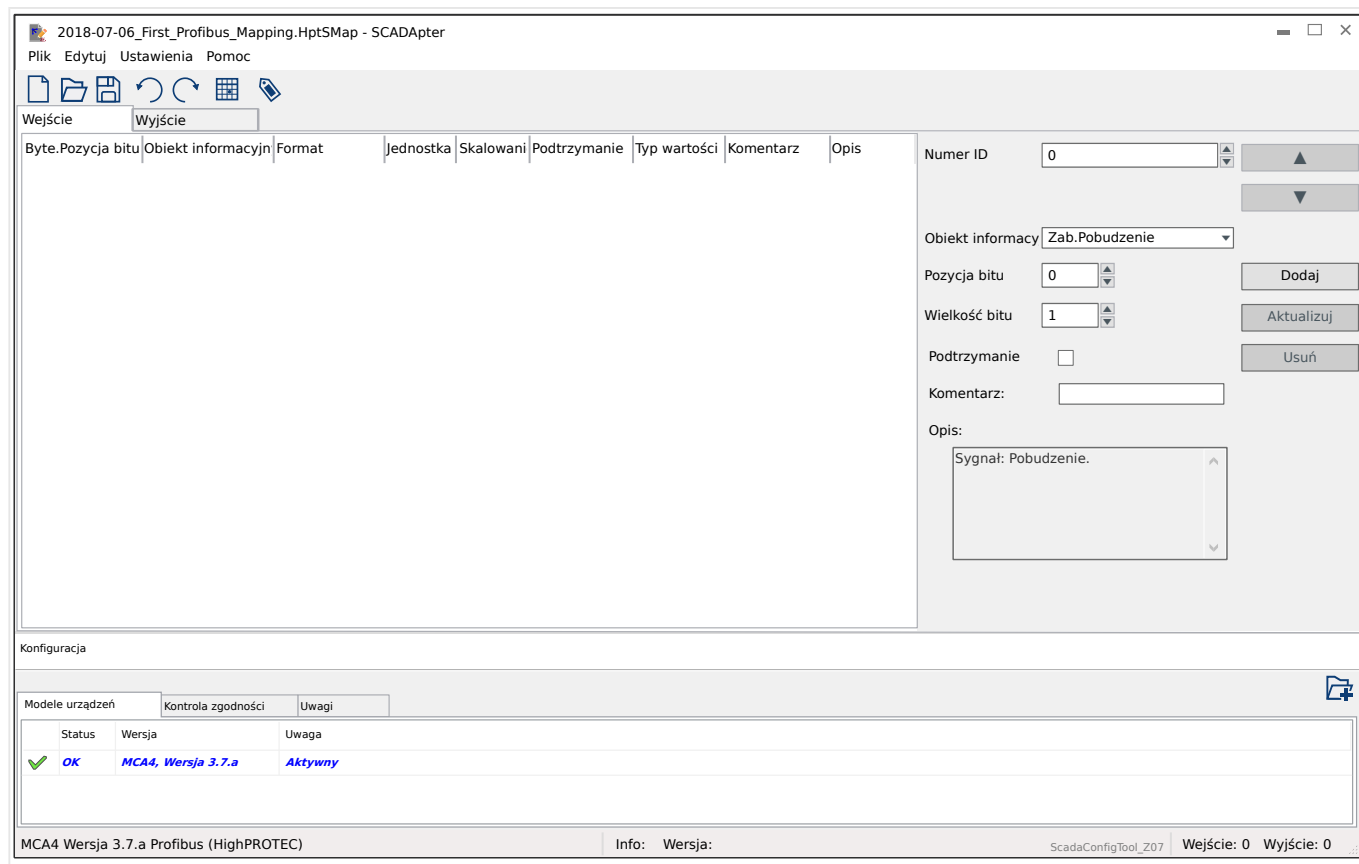 2018-07-06_First_Profibus_Mapping.HptSMap - SCADApter
Plik Edytuj Ustawienia Pomoc
Wejście Wyjście
Byte.Pozycja bitu Obiekt informacyjn Format Jednostka Skalowani Podtrzymanie Typ wartości Komentarz Opis
Numer ID 0
Obiekt informacy Zab.Pobudzenie
Pozycja bitu 0 Dodaj
Wielkość bitu 1 Aktualizuj
Podtrzymanie Usuń
Komentarz:
Opis:
Sygnał: Pobudzenie.
Konfiguracja
Modele urządzeń Kontrola zgodności Uwagi
Status Wersja Uwaga
OK MCA4, Wersja 3.7.a Aktywny
MCA4 Wersja 3.7.a Profibus (HighPROTEC) Info: Wersja: ScadaConfigTool_Z07 Wejście: 0 Wyjście: 0